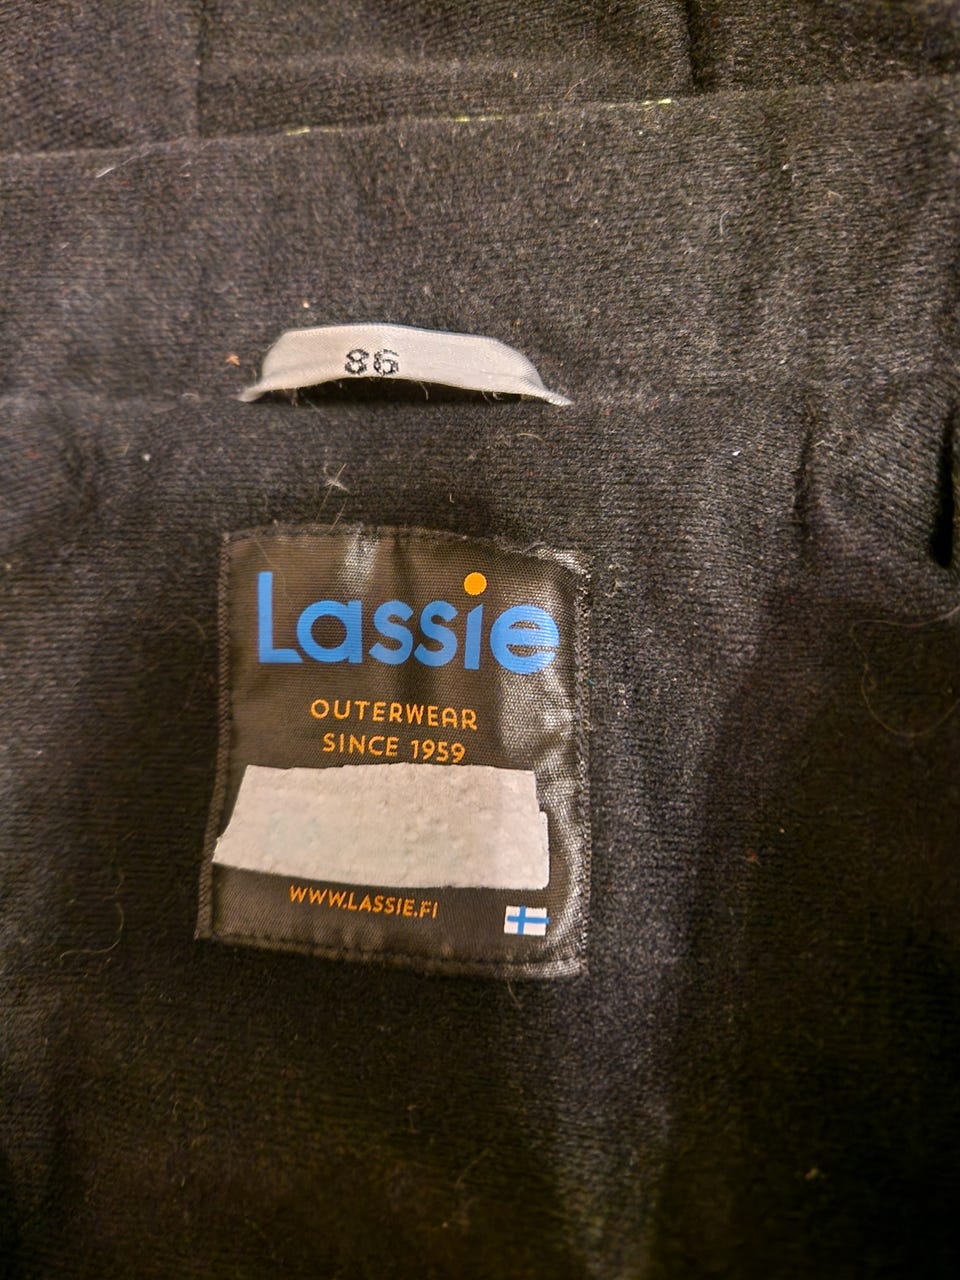 86
Lassie
OUTERWEAR
SINCE 1959
WWW.LASSIE.FI